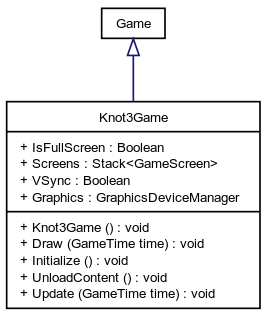 Game
Knot3Game
+ IsFullScreen : Boolean
+ Screens : Stack<GameScreen>
+ VSync : Boolean
+ Graphics : GraphicsDeviceManager
+ Knot3Game () : void
+ Draw (GameTime time) : void
+ Initialize () : void
+ UnloadContent () : void
+ Update (GameTime time) : void